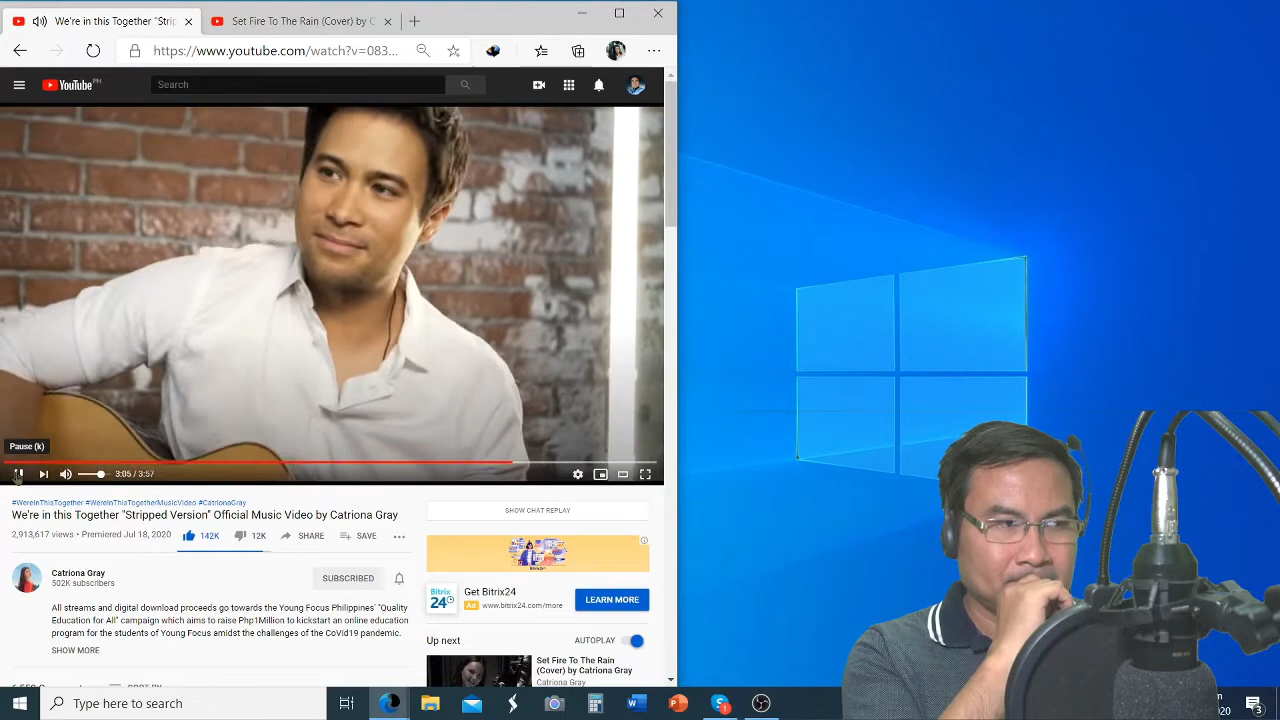 We're in this Together "Strip
Set Fire To The Rain (Cover) by C
https://www.youtube.com/watch?v=083...
YouTube PH
Search
Pause (k)
3:05 / 3:57
#WereInThisTogether #WereInThisTogetherMusicVideo #CatrionaGray
We're in this Together "Stripped Version" Official Music Video by Catriona Gray
2,913,617 views • Premiered Jul 18, 2020
142K
12K
SHARE
SAVE
Catriona Gray
502K subscribers
SUBSCRIBED
All streams and digital download proceeds go towards the Young Focus Philippines' "Quality
Education For All" campaign which aims to raise Php1Million to kickstart an online education
program for the students of Young Focus amidst the challenges of the CoVid19 pandemic.
SHOW MORE
SHOW CHAT REPLAY
Bitrix 24
Get Bitrix24
Ad www.bitrix24.com/more
LEARN MORE
Up next
AUTOPLAY
Set Fire To The Rain
(Cover) by Catriona Gray
Catriona Gray
Type here to search
20
3